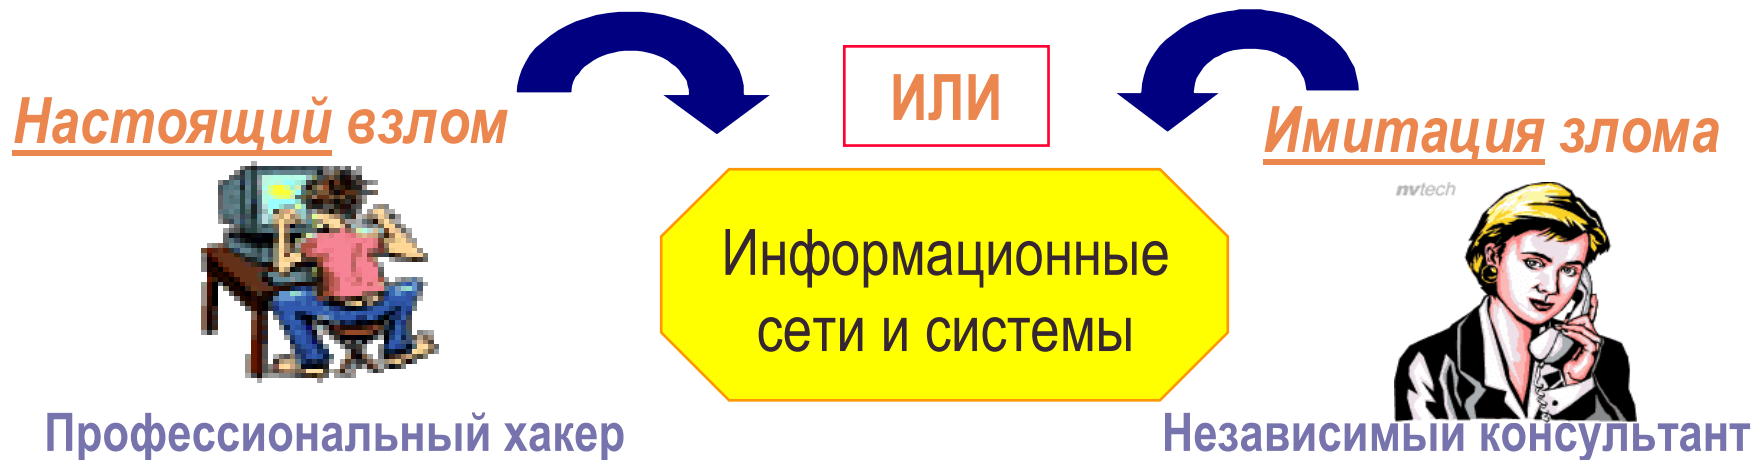 ИЛИ
Настоящий взлом
Имитация злома
nvtech
Информационные
сети и системы
Профессиональный хакер
Независимый консультант